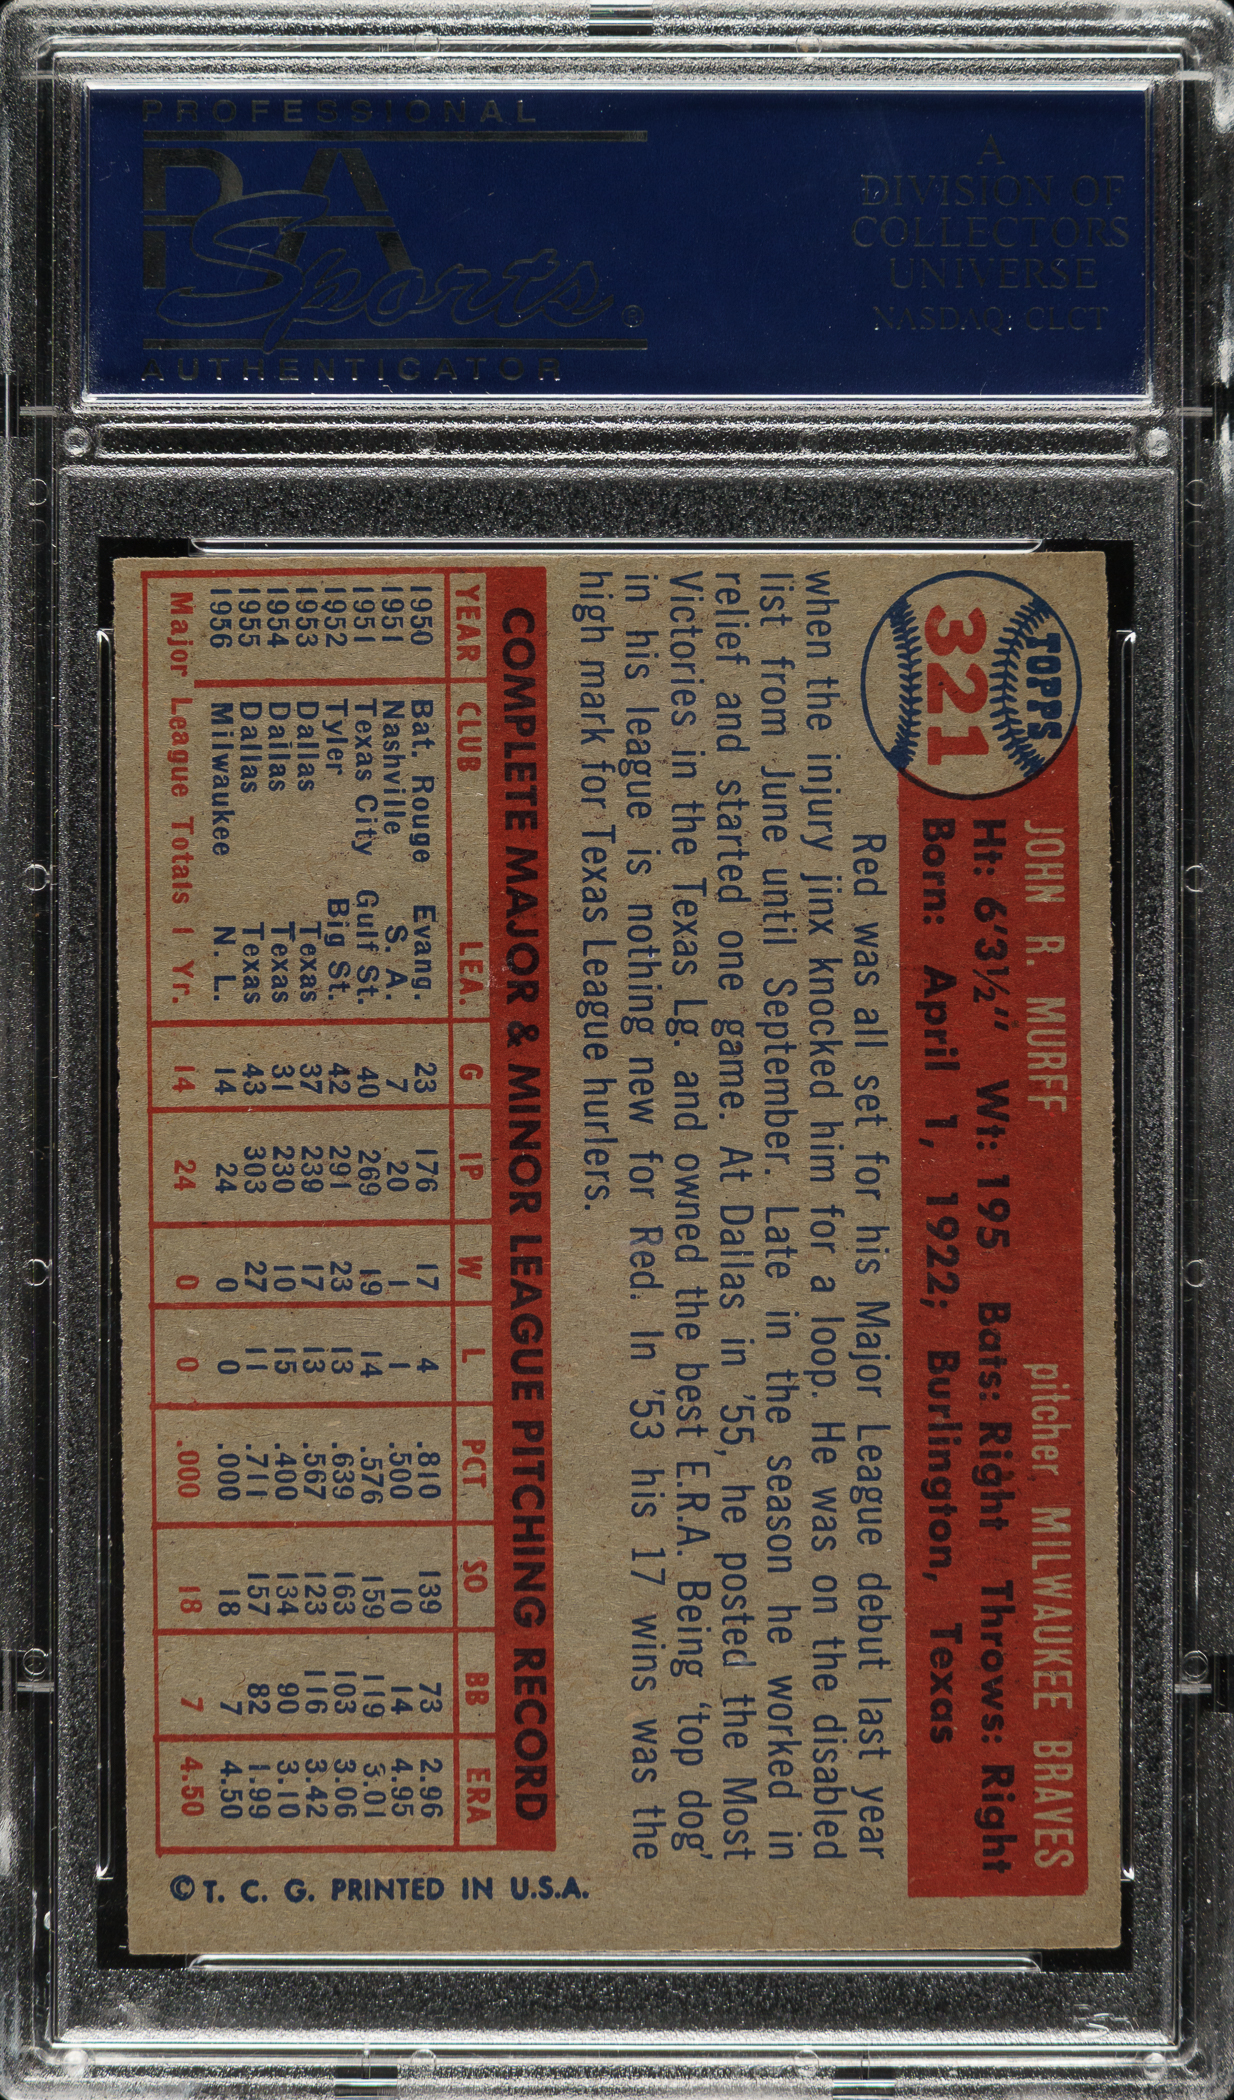 PROFESSIONAL
PSA
Sports®
AUTHENTICATOR
A
DIVISION OF
COLLECTORS
UNIVERSE
NASDAQ: CLCT
TOPPS
321
JOHN R. MURFF pitcher MILWAUKEE BRAVES
Ht: 6'3½" Wt: 195 Bats: Right Throws: Right
Born: April 1, 1922; Burlington, Texas
Red was all set for his Major League debut last year
when the injury jinx knocked him for a loop. He was on the disabled
list from June until September. Late in the season he worked in
relief and started one game. At Dallas in '55, he posted the Most
Victories in the Texas Lg. and owned the best E.R.A. Being 'top dog'
in his league is nothing new for Red. In '53 his 17 wins was the
high mark for Texas League hurlers.
COMPLETE MAJOR & MINOR LEAGUE PITCHING RECORD
YEAR CLUB LEA. G IP W L PCT SO BB ERA
1950 Bat. Rouge Evang. 23 176 17 4 .810 139 73 2.96
1951 Nashville S. A. 7 20 1 1 .500 10 14 4.95
1951 Texas City Gulf St. 40 269 19 14 .576 159 119 3.01
1952 Tyler Big St. 42 291 23 13 .639 163 103 3.06
1953 Dallas Texas 37 239 17 13 .567 123 116 3.42
1954 Dallas Texas 31 230 10 15 .400 134 90 3.10
1955 Dallas Texas 43 303 27 11 .711 157 82 1.99
1956 Milwaukee N. L. 14 24 0 0 .000 18 7 4.50
Major League Totals 1 Yr. 14 24 0 0 .000 18 7 4.50
© T. C. G. PRINTED IN U.S.A.